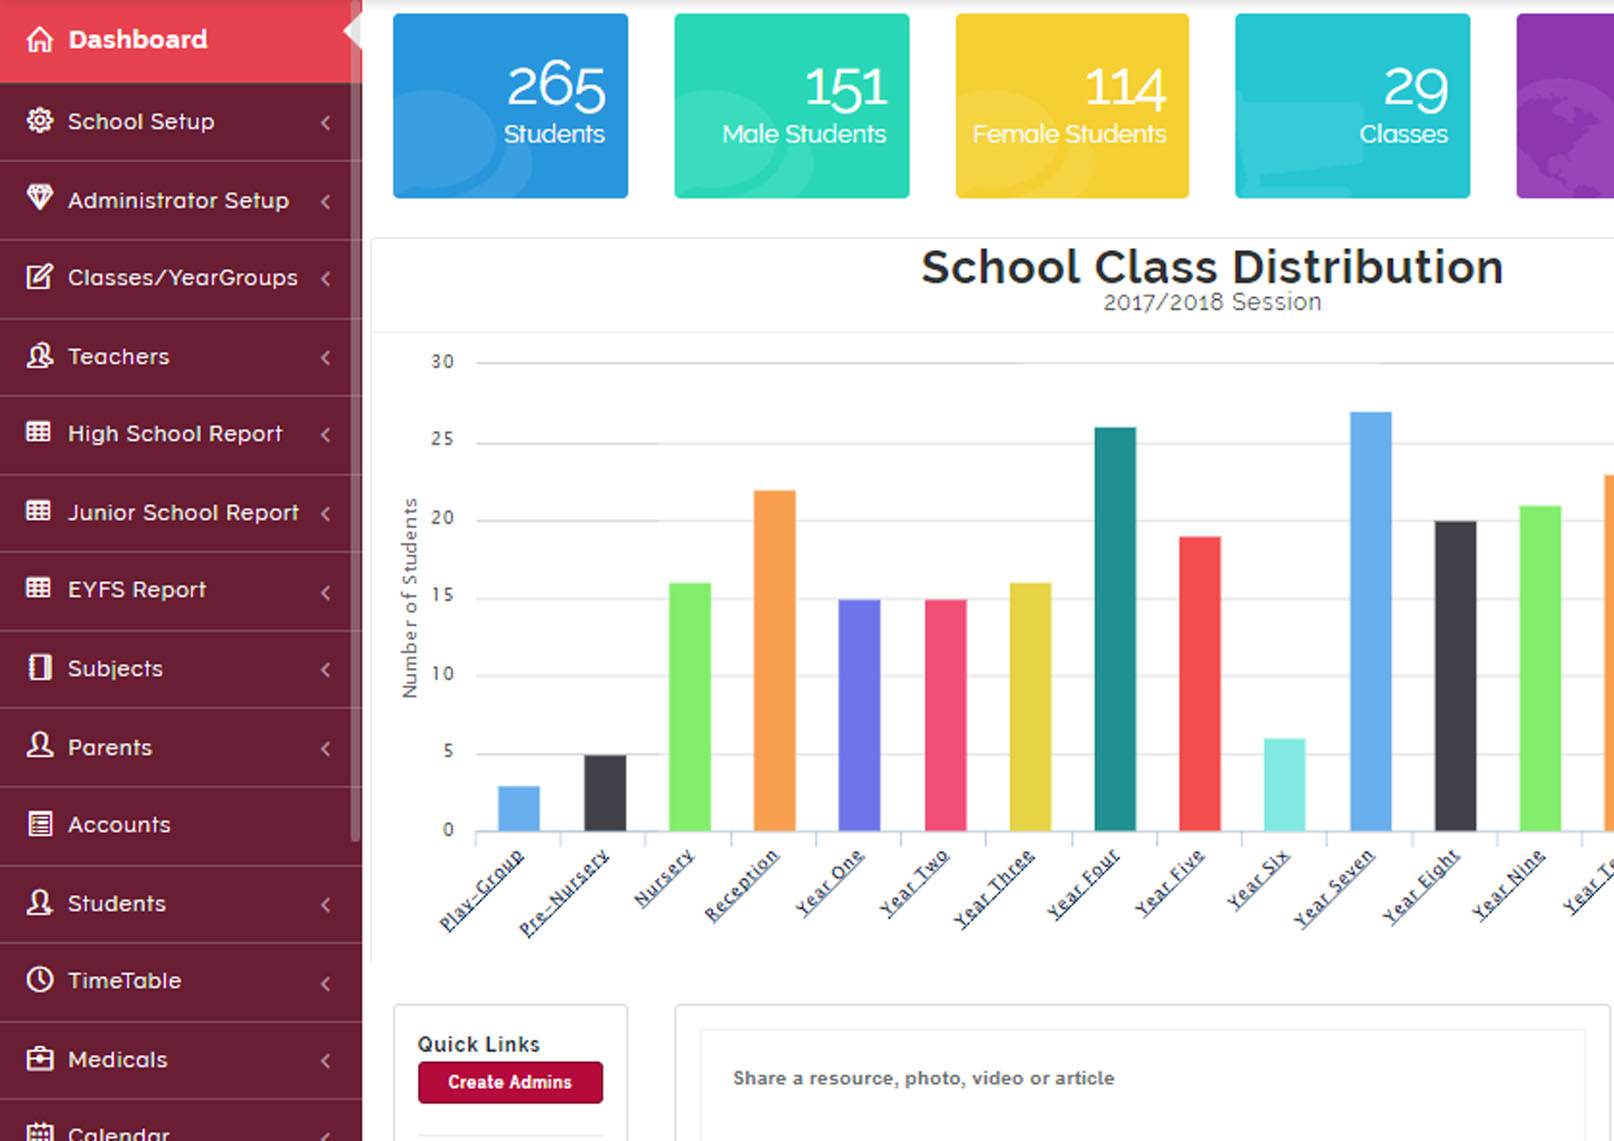 Dashboard
School Setup
Administrator Setup
Classes/YearGroups
Teachers
High School Report
Junior School Report
EYFS Report
Subjects
Parents
Accounts
Students
TimeTable
Medicals
Calendar
265
Students
151
Male Students
114
Female Students
29
Classes
School Class Distribution
2017/2018 Session
Number of Students
30
25
20
15
10
5
0
Play-Group
Pre-Nursery
Nursery
Reception
Year One
Year Two
Year Three
Year Four
Year Five
Year Six
Year Seven
Year Eight
Year Nine
Year
Quick Links
Create Admins
Share a resource, photo, video or article